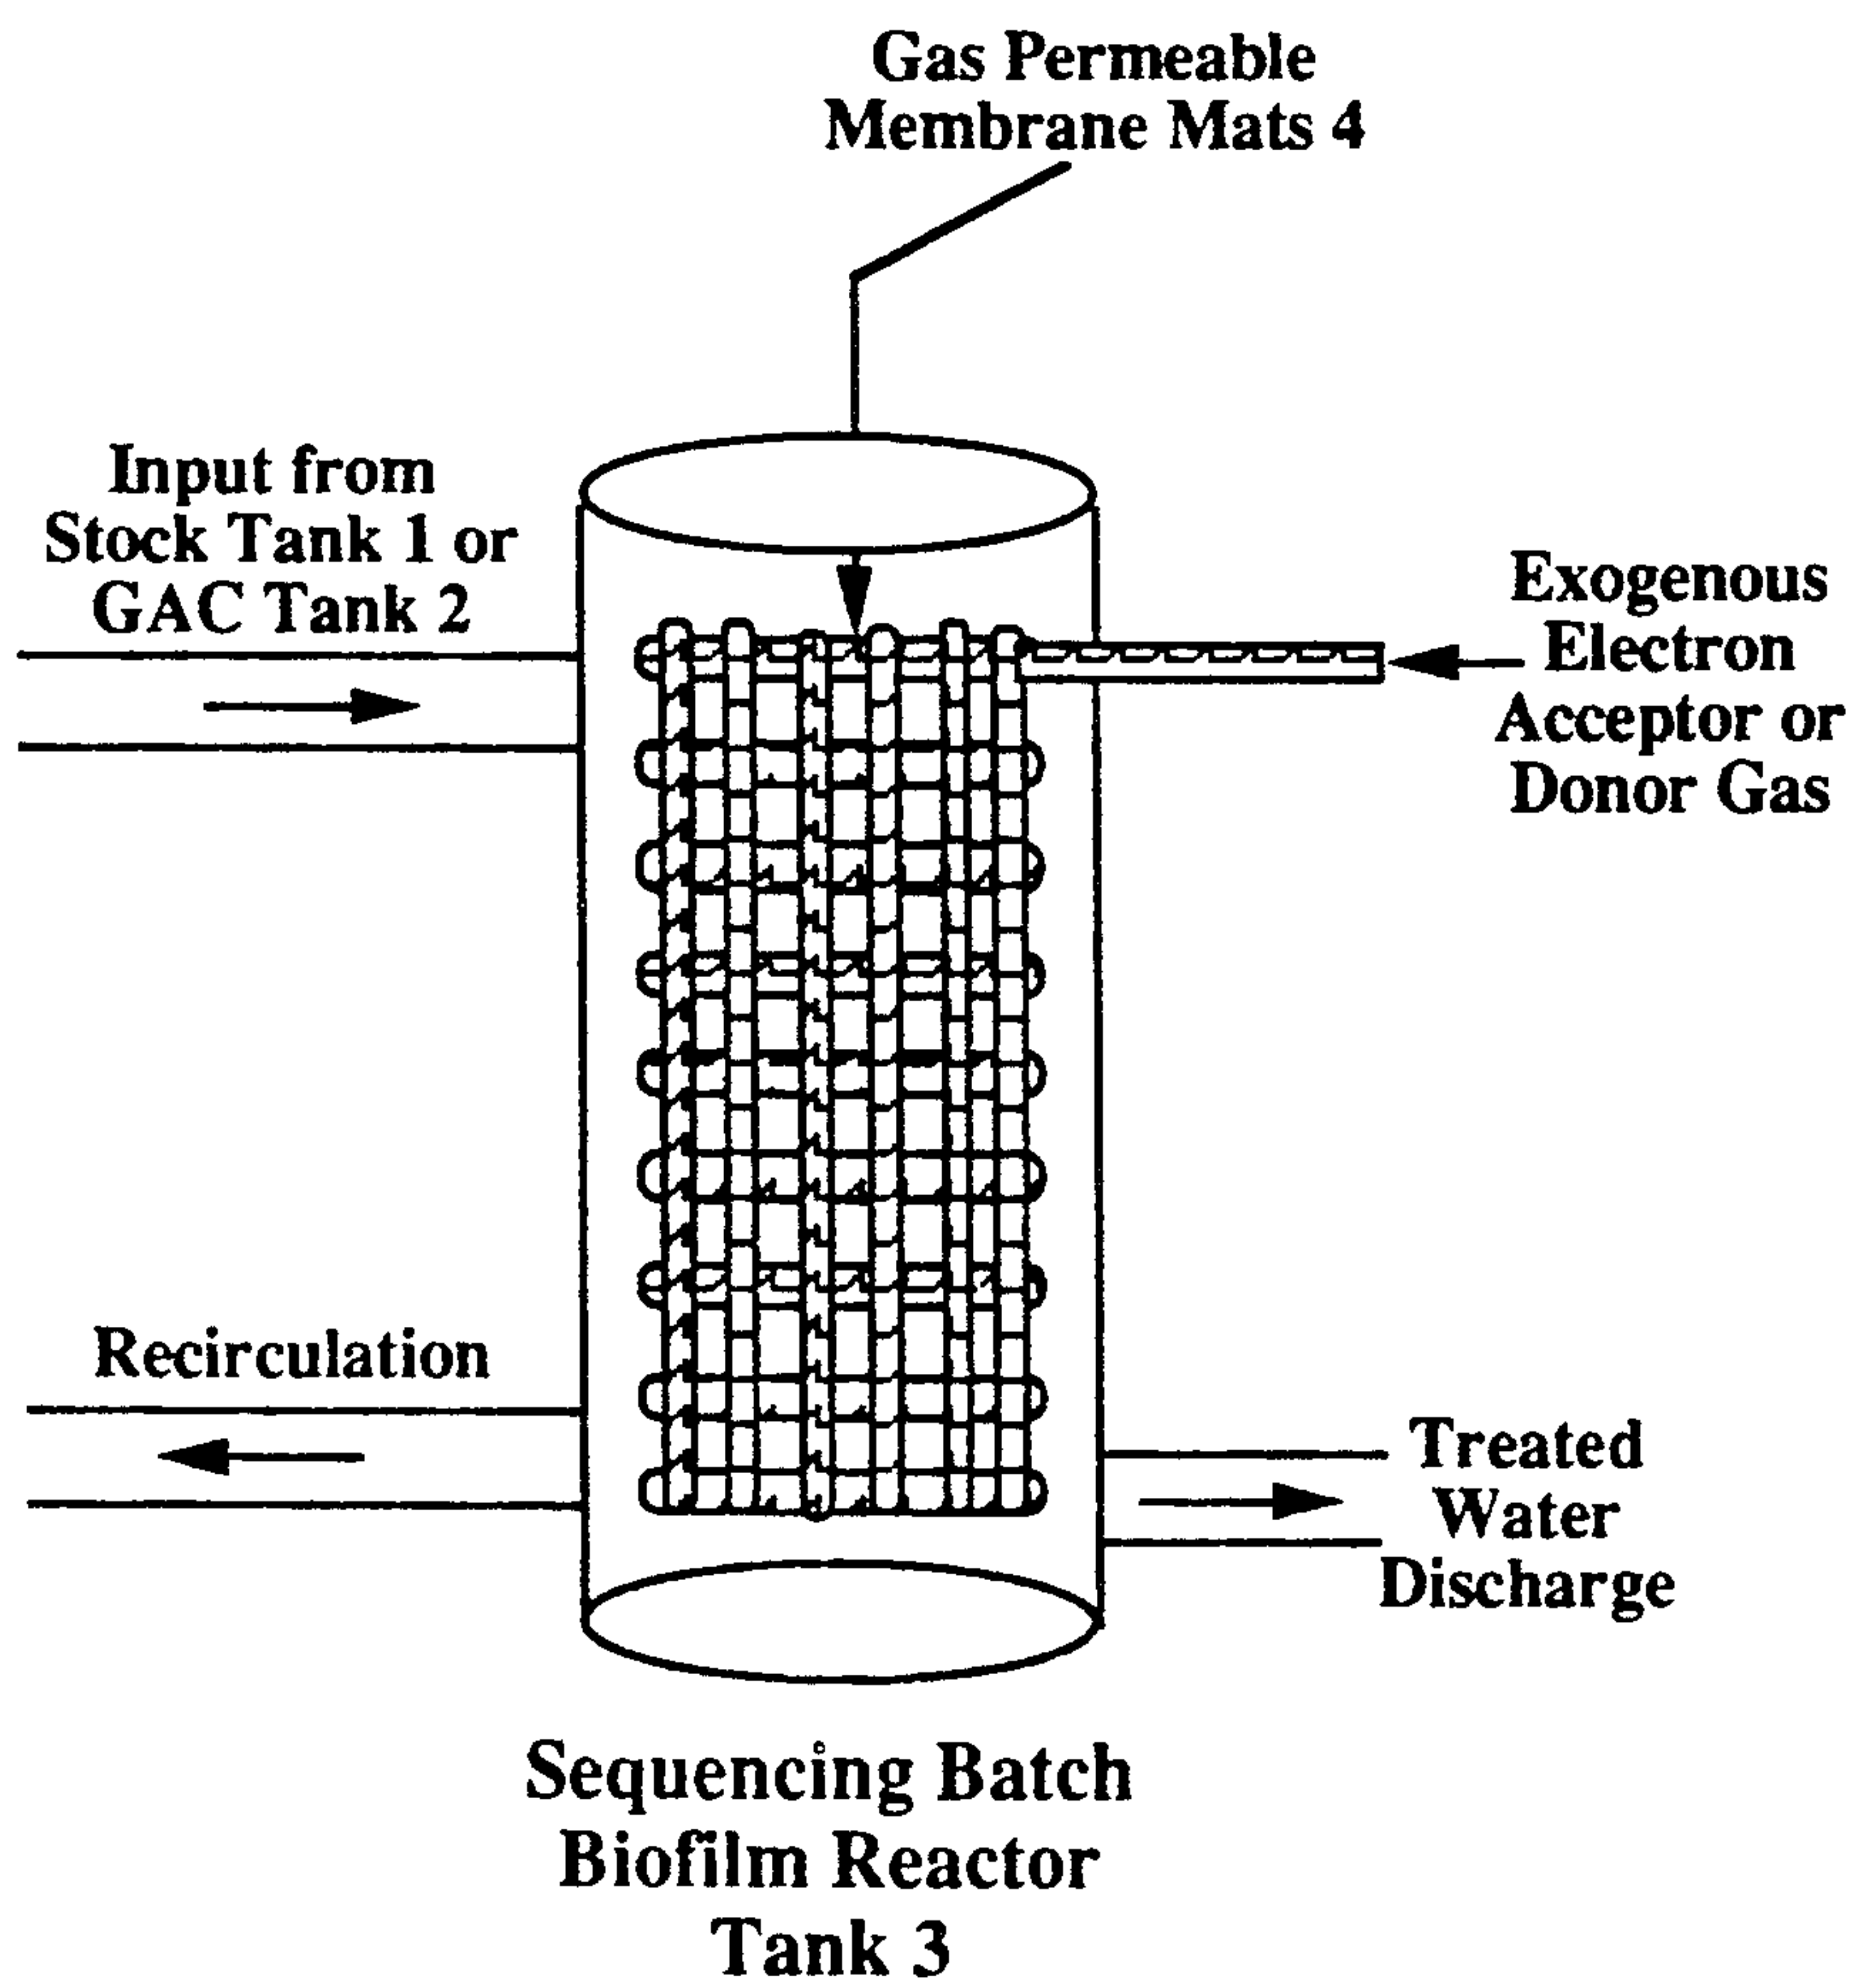 Gas Permeable
Membrane Mats 4
Input from
Stock Tank 1 or
GAC Tank 2
Exogenous
Electron
Acceptor or
Donor Gas
Recirculation
Treated
Water
Discharge
Sequencing Batch
Biofilm Reactor
Tank 3